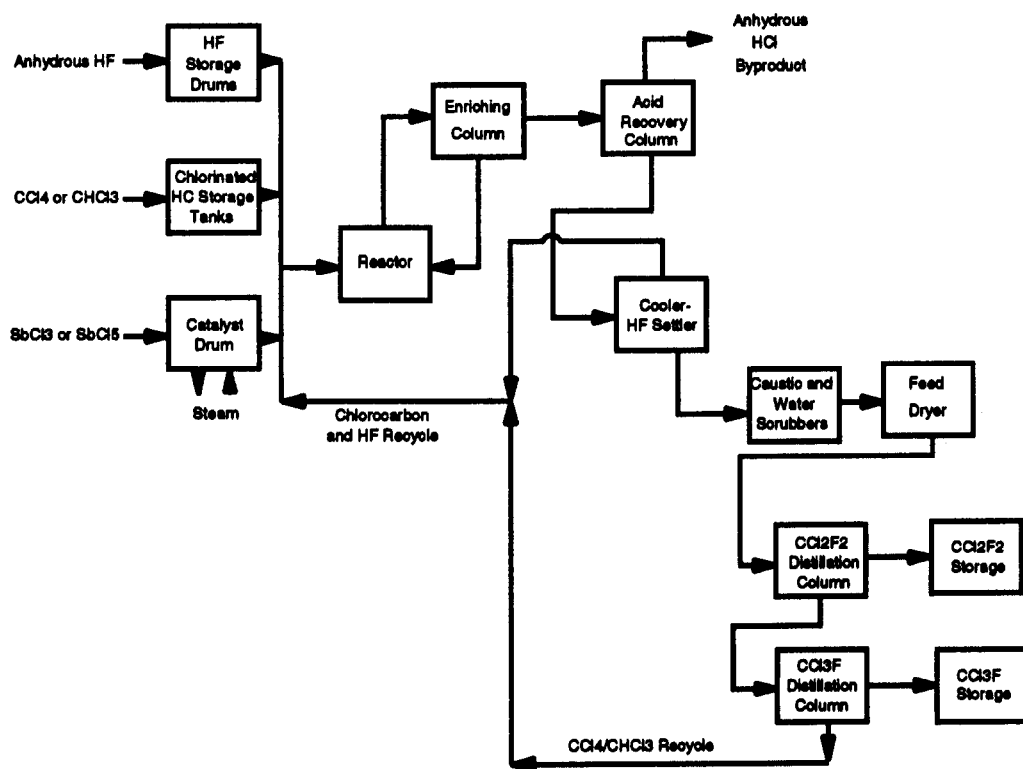 Anhydrous HF
HF
Storage
Drums
CCl4 or CHCl3
Chlorinated
HC Storage
Tanks
SbCl3 or SbCl5
Catalyst
Drum
Steam
Reactor
Enriching
Column
Acid
Recovery
Column
Anhydrous
HCl
Byproduct
Cooler-
HF Settler
Chlorocarbon
and HF Recycle
Caustic and
Water
Scrubbers
Feed
Dryer
CCl2F2
Distillation
Column
CCl2F2
Storage
CCl3F
Distillation
Column
CCl3F
Storage
CCl4/CHCl3 Recycle